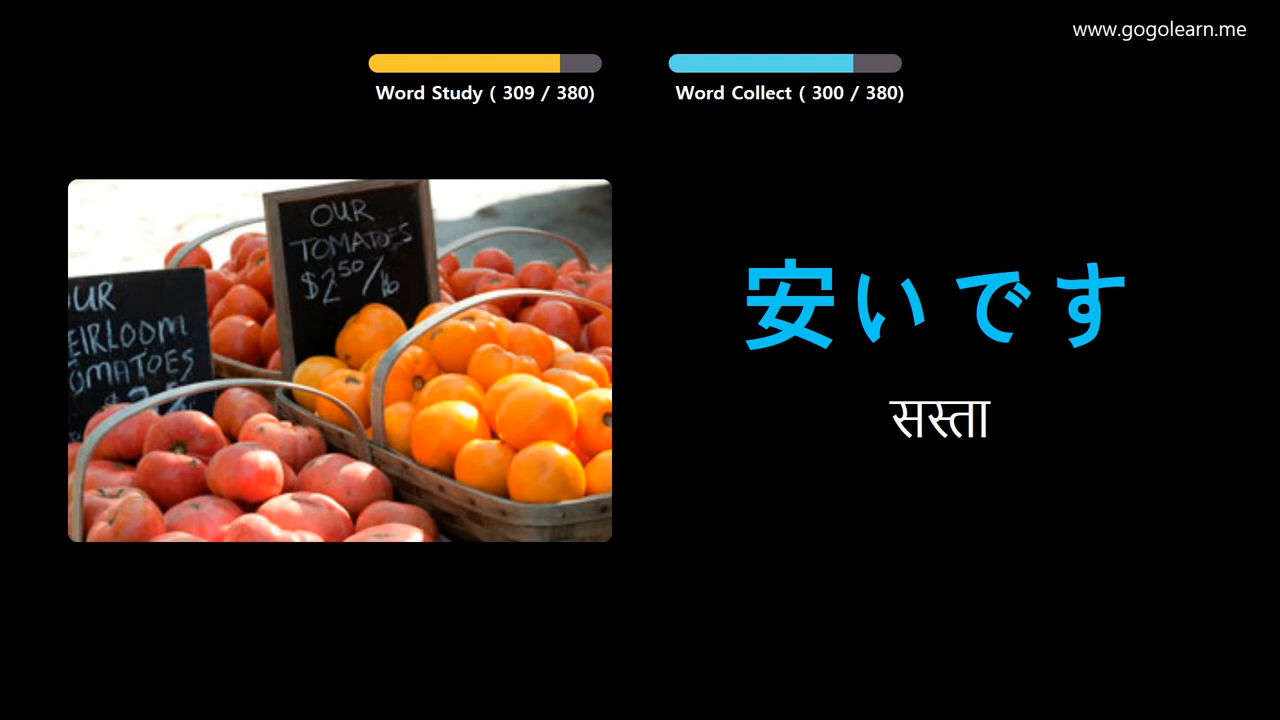 www.gogolearn.me
Word Study ( 309 / 380)
Word Collect ( 300 / 380)
OUR
TOMATOES
$2.50/lb
UR
EIRLOOM
OMATOES
安いです
सस्ता